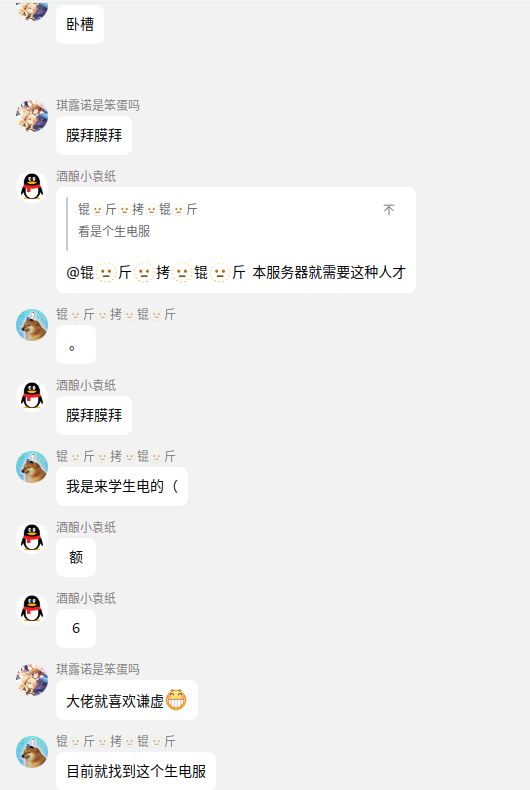 卧槽
琪露诺是笨蛋吗
膜拜膜拜
酒酿小袁纸
锟🫥斤🫥拷🫥锟🫥斤
不
看是个生电服
@锟🫥斤🫥拷🫥锟🫥斤 本服务器就需要这种人才
锟🫥斤🫥拷🫥锟🫥斤
。
酒酿小袁纸
膜拜膜拜
锟🫥斤🫥拷🫥锟🫥斤
我是来学生电的（
酒酿小袁纸
额
酒酿小袁纸
6
琪露诺是笨蛋吗
大佬就喜欢谦虚😁
锟🫥斤🫥拷🫥锟🫥斤
目前就找到这个生电服